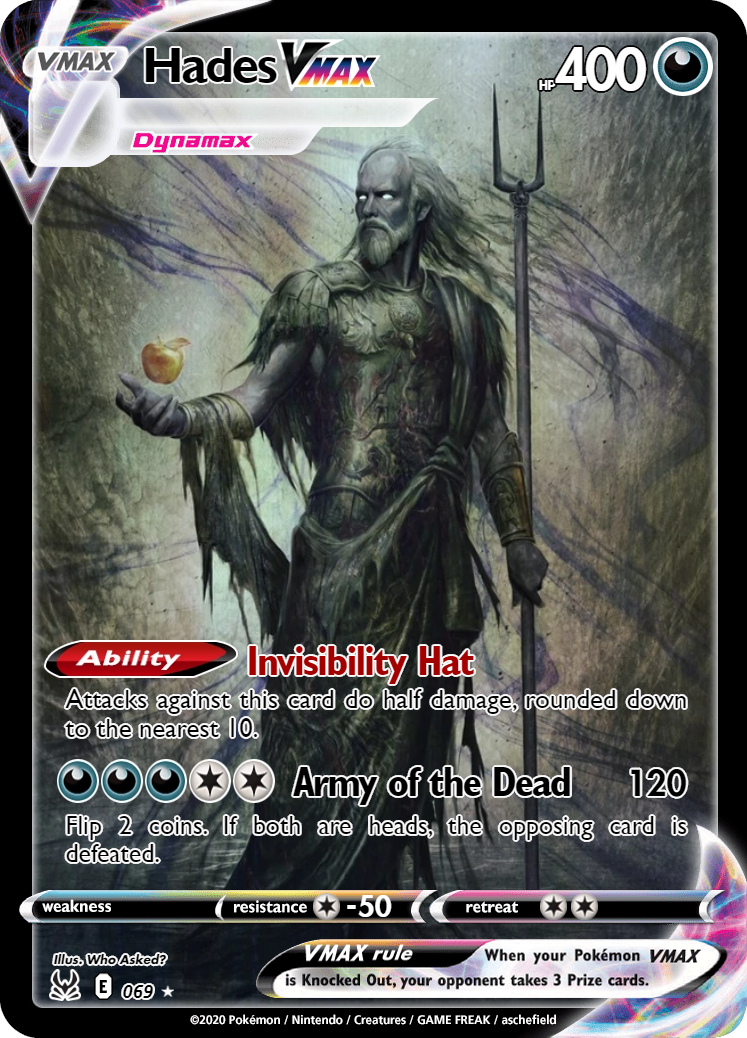 VMAX
Hades VMAX
HP 400
Dynamax
Ability Invisibility Hat
Attacks against this card do half damage, rounded down
to the nearest 10.
Army of the Dead 120
Flip 2 coins. If both are heads, the opposing card is
defeated.
weakness resistance -50 retreat
Illus. Who Asked?
E 069
VMAX rule When your Pokémon VMAX
is Knocked Out, your opponent takes 3 Prize cards.
©2020 Pokémon / Nintendo / Creatures / GAME FREAK / aschefield